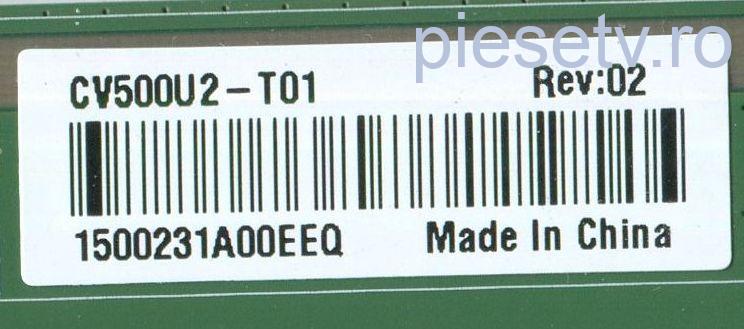 piesetv.ro
CV500U2-T01 Rev:02
1500231A00EEQ Made In China